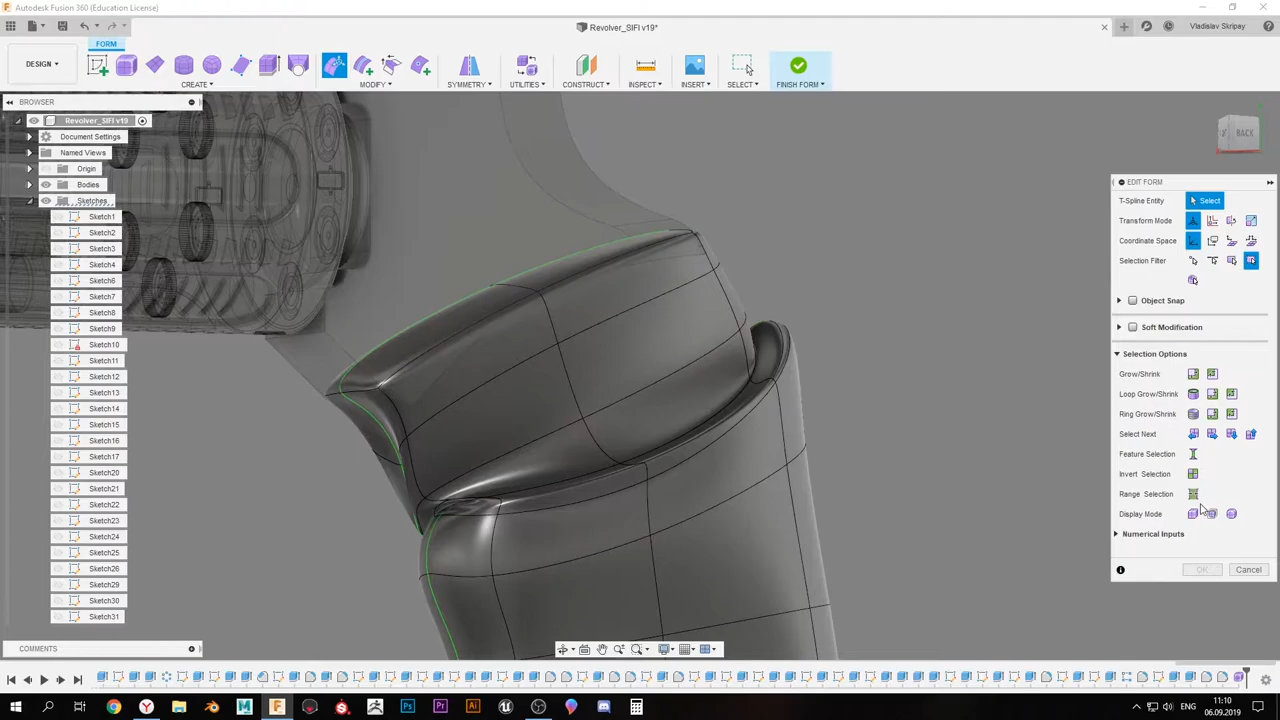 Autodesk Fusion 360 (Education License)
Revolver_SIFI v19*
Vladislav Skripay
FORM
DESIGN
CREATE
MODIFY
SYMMETRY
UTILITIES
CONSTRUCT
INSPECT
INSERT
SELECT
FINISH FORM
BROWSER
Revolver_SIFI v19
Document Settings
Named Views
Origin
Bodies
Sketches
Sketch1
Sketch2
Sketch3
Sketch4
Sketch6
Sketch7
Sketch8
Sketch9
Sketch10
Sketch11
Sketch12
Sketch13
Sketch14
Sketch15
Sketch16
Sketch17
Sketch20
Sketch21
Sketch22
Sketch23
Sketch24
Sketch25
Sketch26
Sketch29
Sketch30
Sketch31
BACK
EDIT FORM
T-Spline Entity
Select
Transform Mode
Coordinate Space
Selection Filter
Object Snap
Soft Modification
Selection Options
Grow/Shrink
Loop Grow/Shrink
Ring Grow/Shrink
Select Next
Feature Selection
Invert Selection
Range Selection
Display Mode
Numerical Inputs
OK
Cancel
COMMENTS
ENG
11:10
06.09.2019